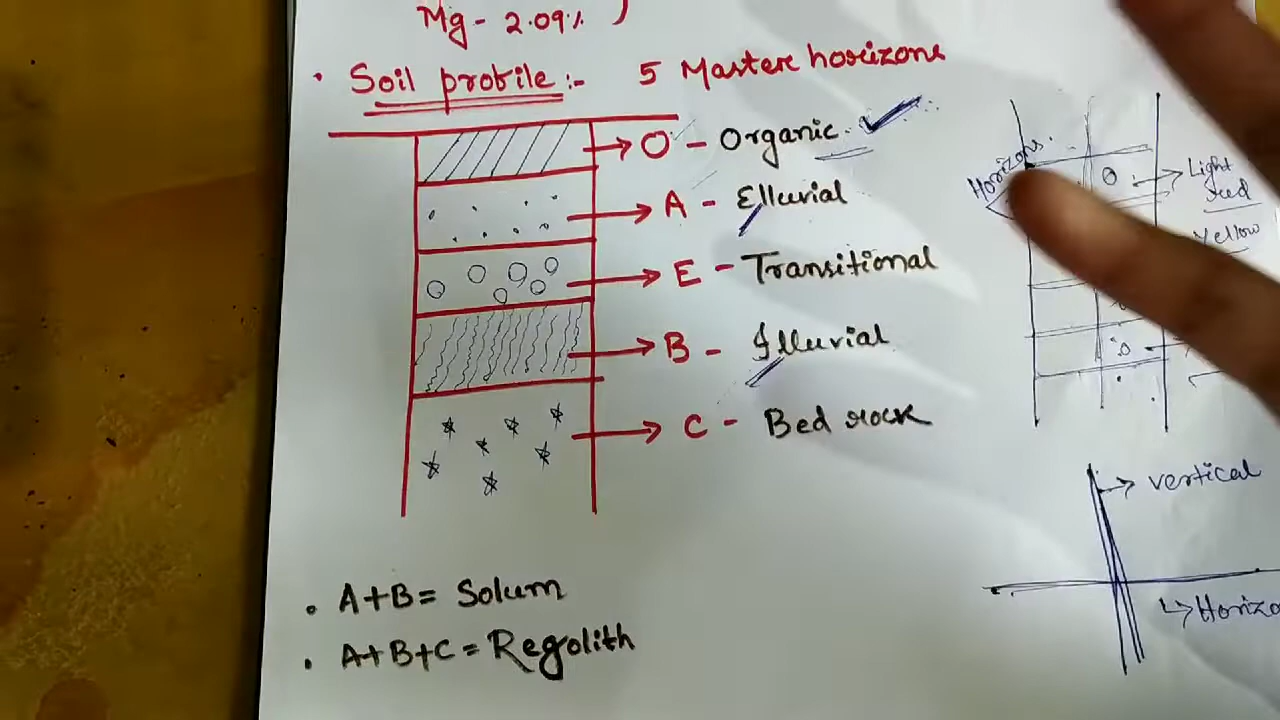 Mg - 2.09%
• Soil profile :- 5 Master horizons
O - Organic.
A - Elluvial
E - Transitional
B - Illuvial
C - Bed rock
• A+B= Solum
• A+B+C = Regolith
Horizons
Light
red
Yellow
vertical